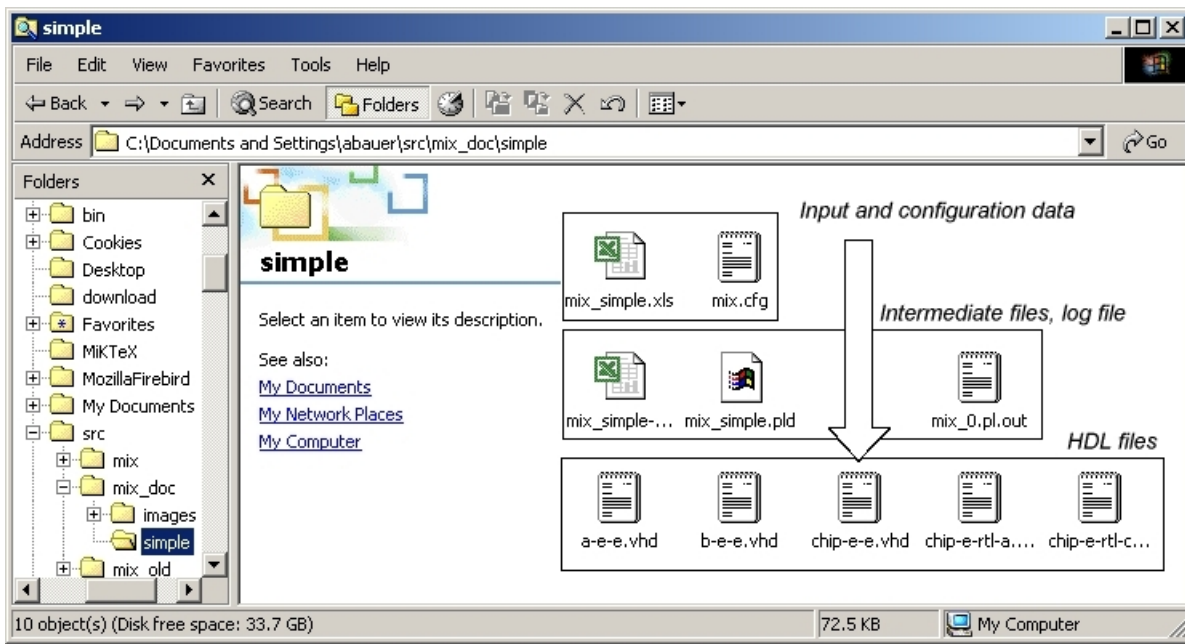 simple
File Edit View Favorites Tools Help
Back Search Folders
Address C:\Documents and Settings\abauer\src\mix_doc\simple Go
Folders
bin
Cookies
Desktop
download
Favorites
MiKTeX
MozillaFirebird
My Documents
src
mix
mix_doc
images
simple
mix_old
simple
Select an item to view its description.
See also:
My Documents
My Network Places
My Computer
Input and configuration data
mix_simple.xls mix.cfg
Intermediate files, log file
mix_simple-... mix_simple.pld mix_0.pl.out
HDL files
a-e-e.vhd b-e-e.vhd chip-e-e.vhd chip-e-rtl-a.... chip-e-rtl-c...
10 object(s) (Disk free space: 33.7 GB) 72.5 KB My Computer